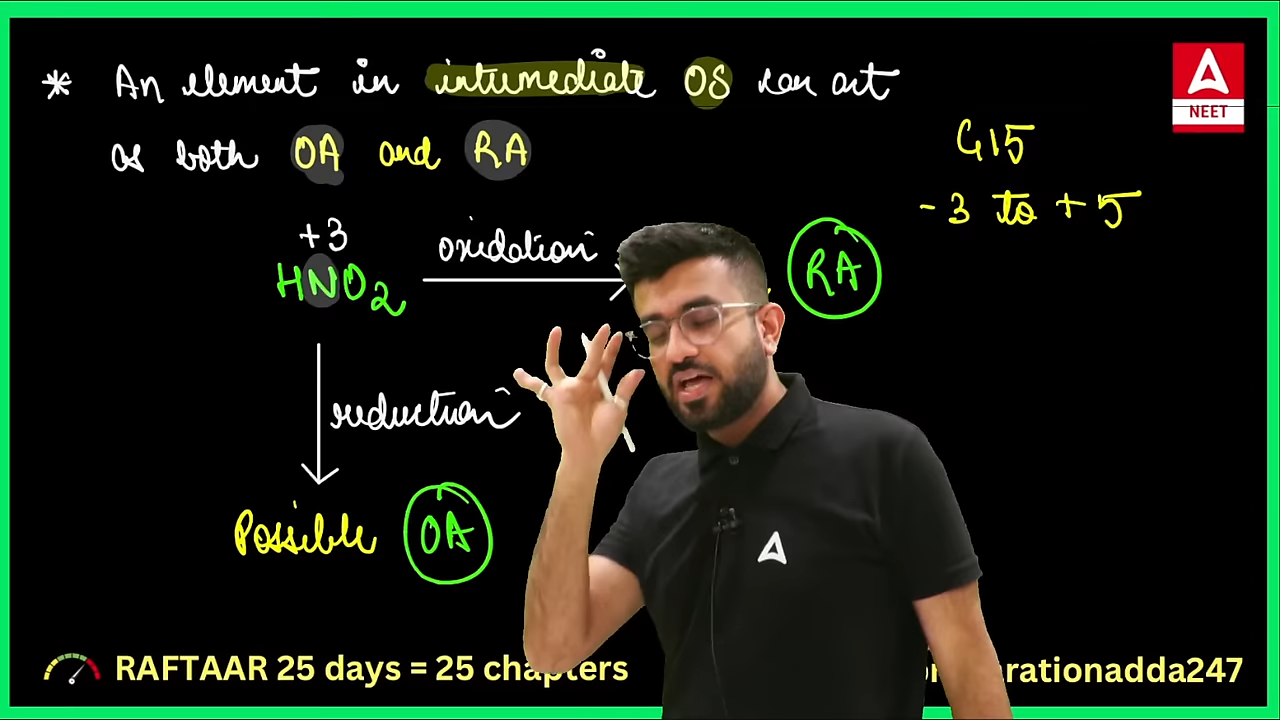 * An element in intermediate OS can act
as both OA and RA
NEET
G15
-3 to +5
+3
HNO2
oxidation
RA
reduction
Possible OA
RAFTAAR 25 days = 25 chapters
arationadda247